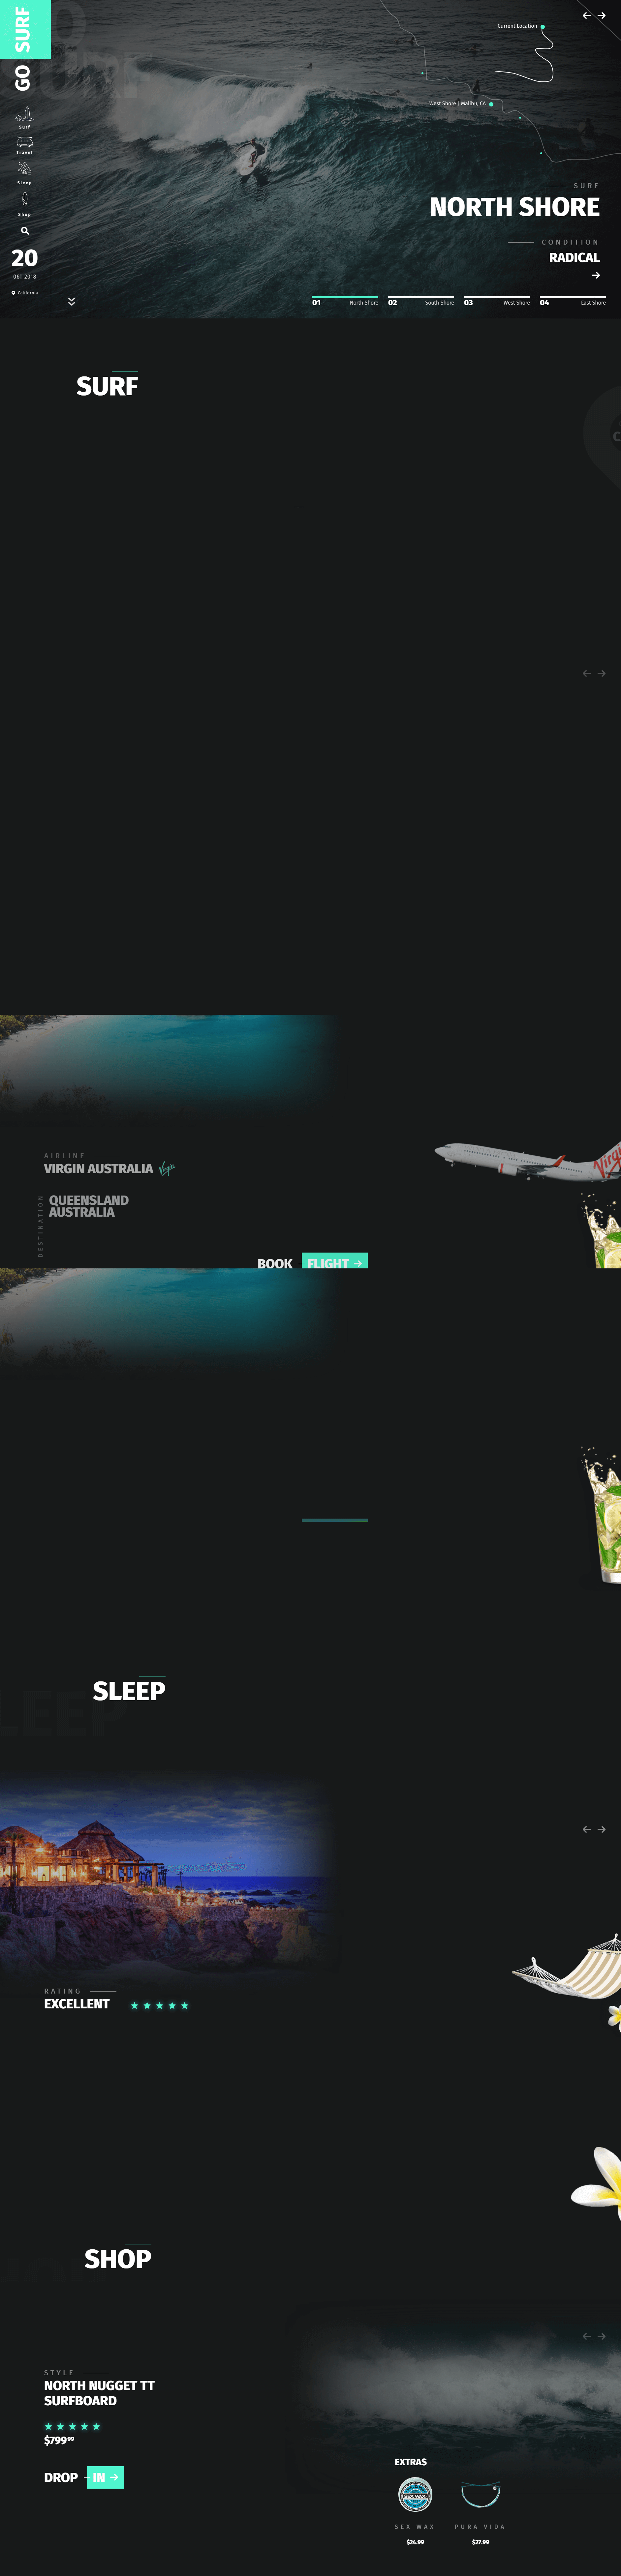 GO SURF
Surf
Travel
Sleep
Shop
20
06| 2018
California
Current Location
West Shore | Malibu, CA
SURF
NORTH SHORE
CONDITION
RADICAL
01 North Shore
02 South Shore
03 West Shore
04 East Shore
SURF
AIRLINE
VIRGIN AUSTRALIA
DESTINATION
QUEENSLAND
AUSTRALIA
BOOK FLIGHT
SLEEP
SLEEP
RATING
EXCELLENT
SHOP
STYLE
NORTH NUGGET TT
SURFBOARD
$799.99
DROP IN
EXTRAS
SEX WAX
SEX WAX
PURA VIDA
$24.99
$27.99